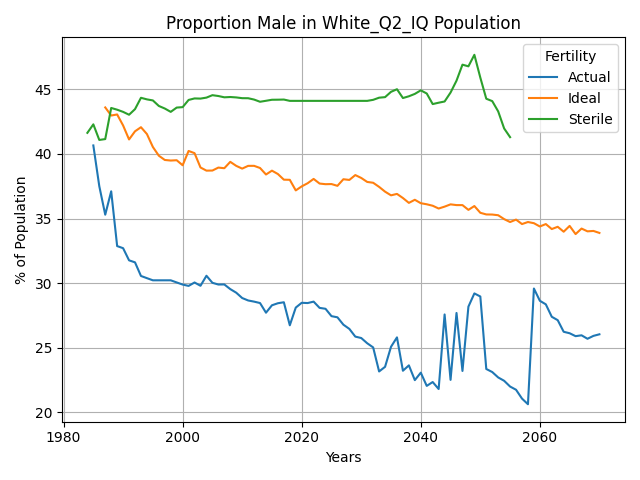 Proportion Male in White_Q2_IQ Population
Fertility
Actual
Ideal
Sterile
% of Population
45
40
35
30
25
20
1980
2000
2020
2040
2060
Years